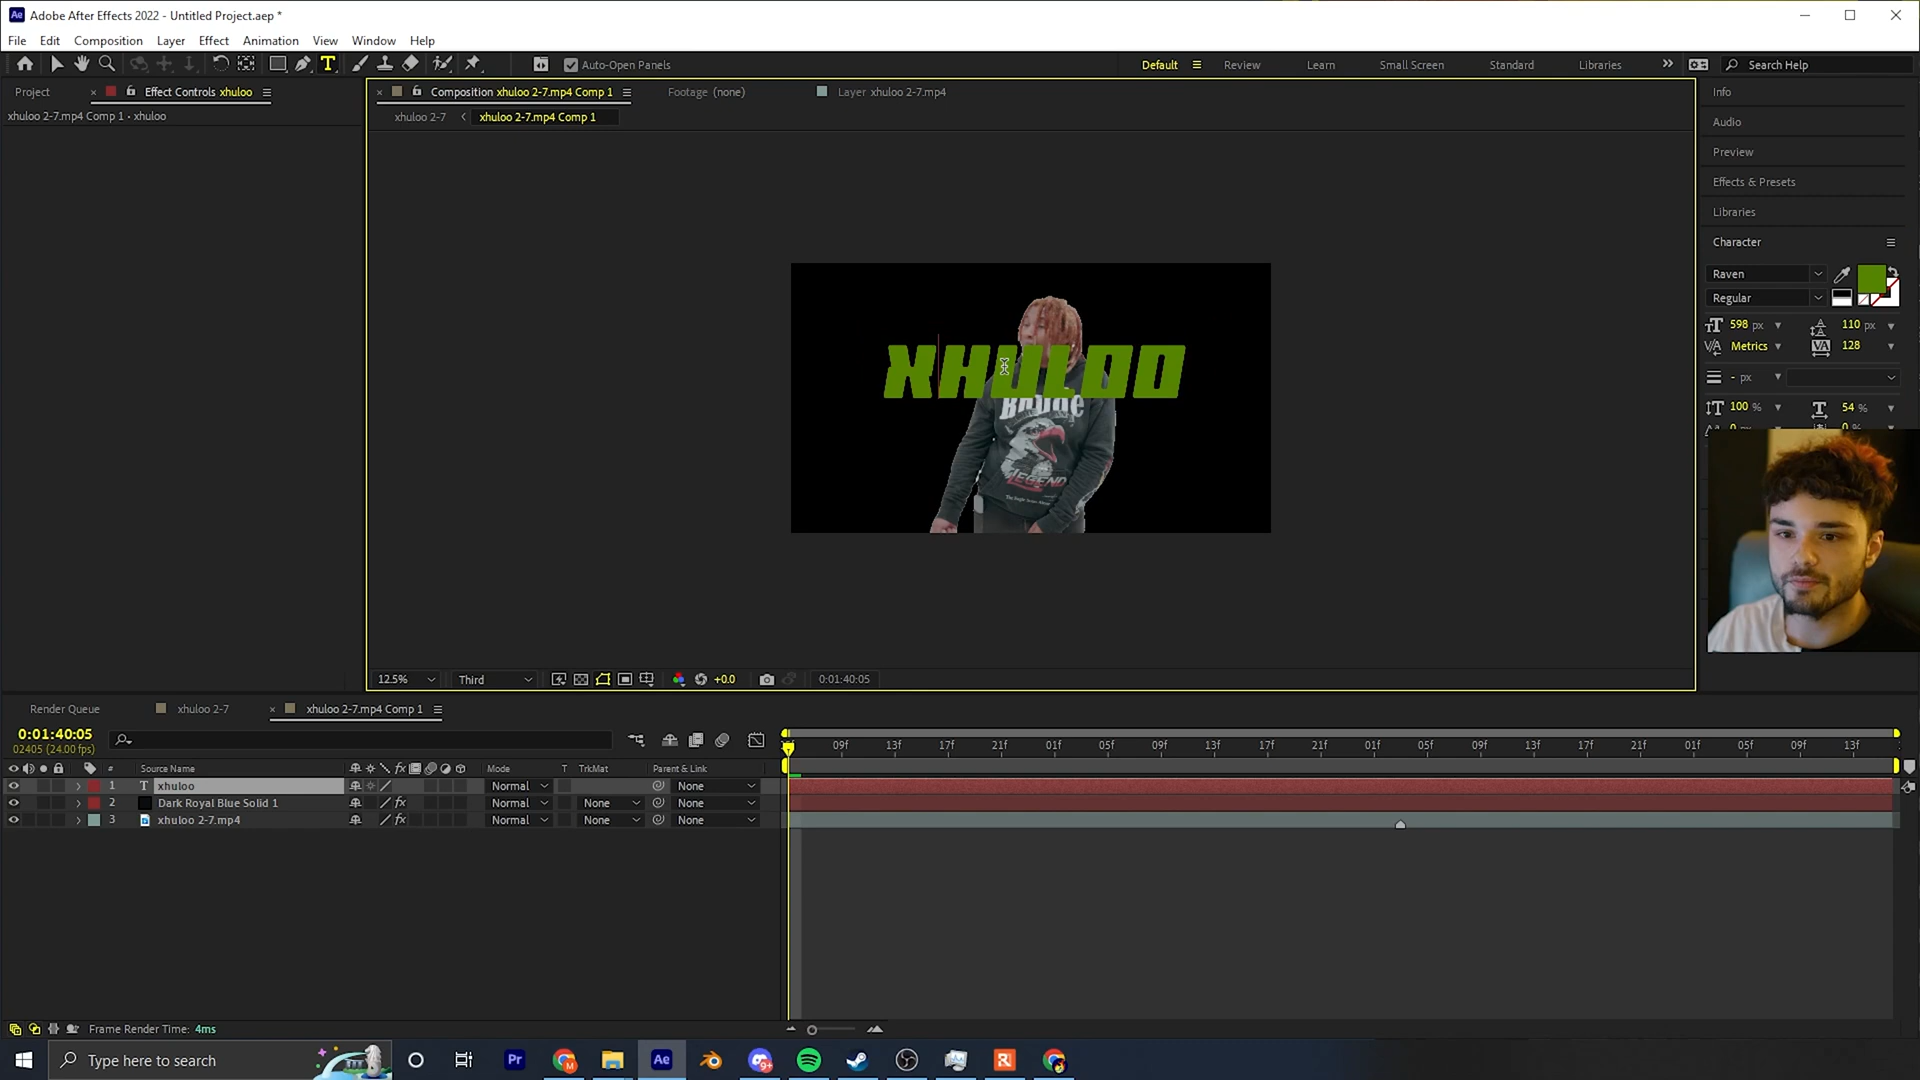 Ae Adobe After Effects 2022 - Untitled Project.aep *
File Edit Composition Layer Effect Animation View Window Help
T Auto-Open Panels Default Review Learn Small Screen Standard Libraries Search Help
Project Effect Controls xhuloo Composition xhuloo 2-7.mp4 Comp 1 Footage (none) Layer xhuloo 2-7.mp4 Info
xhuloo 2-7.mp4 Comp 1 • xhuloo xhuloo 2-7 xhuloo 2-7.mp4 Comp 1
Audio
Preview
Effects & Presets
Libraries
Character
Raven
Regular
598 px 110 px
Metrics 128
- px
100 % 54 %
0 % 0 %
XHULOO
LEGEND
12.5% Third +0.0 0:01:40:05
Render Queue xhuloo 2-7 xhuloo 2-7.mp4 Comp 1
0:01:40:05
02405 (24.00 fps)
09f 13f 17f 21f 01f 05f 09f 13f 17f 21f 01f 05f 09f 13f 17f 21f 01f 05f 09f 13f
# Source Name fx Mode T TrkMat Parent & Link
1 T xhuloo Normal None
2 Dark Royal Blue Solid 1 fx Normal None None
3 xhuloo 2-7.mp4 fx Normal None None
Frame Render Time: 4ms
Type here to search Pr Ae 9+